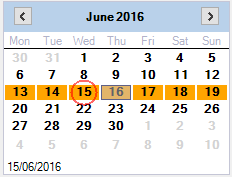 June 2016
Mon Tue Wed Thu Fri Sat Sun
30 31 1 2 3 4 5
6 7 8 9 10 11 12
13 14 15 16 17 18 19
20 21 22 23 24 25 26
27 28 29 30 1 2 3
4 5 6 7 8 9 10
15/06/2016